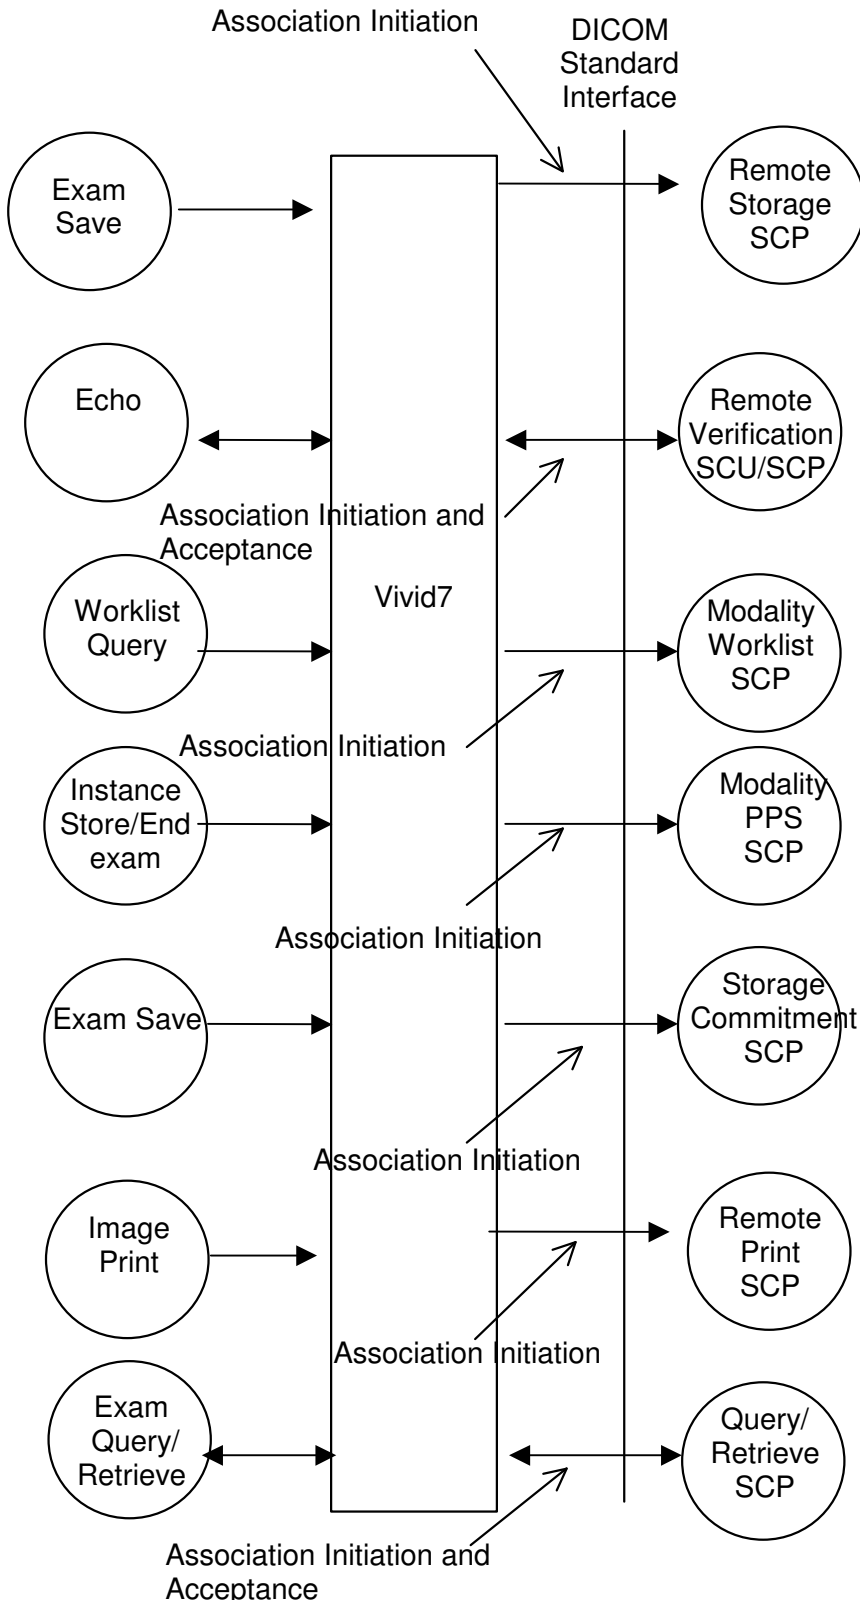 Association Initiation
DICOM
Standard
Interface
Exam
Save
Remote
Storage
SCP
Echo
Remote
Verification
SCU/SCP
Association Initiation and
Acceptance
Vivid7
Worklist
Query
Modality
Worklist
SCP
Association Initiation
Instance
Store/End
exam
Modality
PPS
SCP
Association Initiation
Exam Save
Storage
Commitment
SCP
Association Initiation
Image
Print
Remote
Print
SCP
Association Initiation
Exam
Query/
Retrieve
Query/
Retrieve
SCP
Association Initiation and
Acceptance